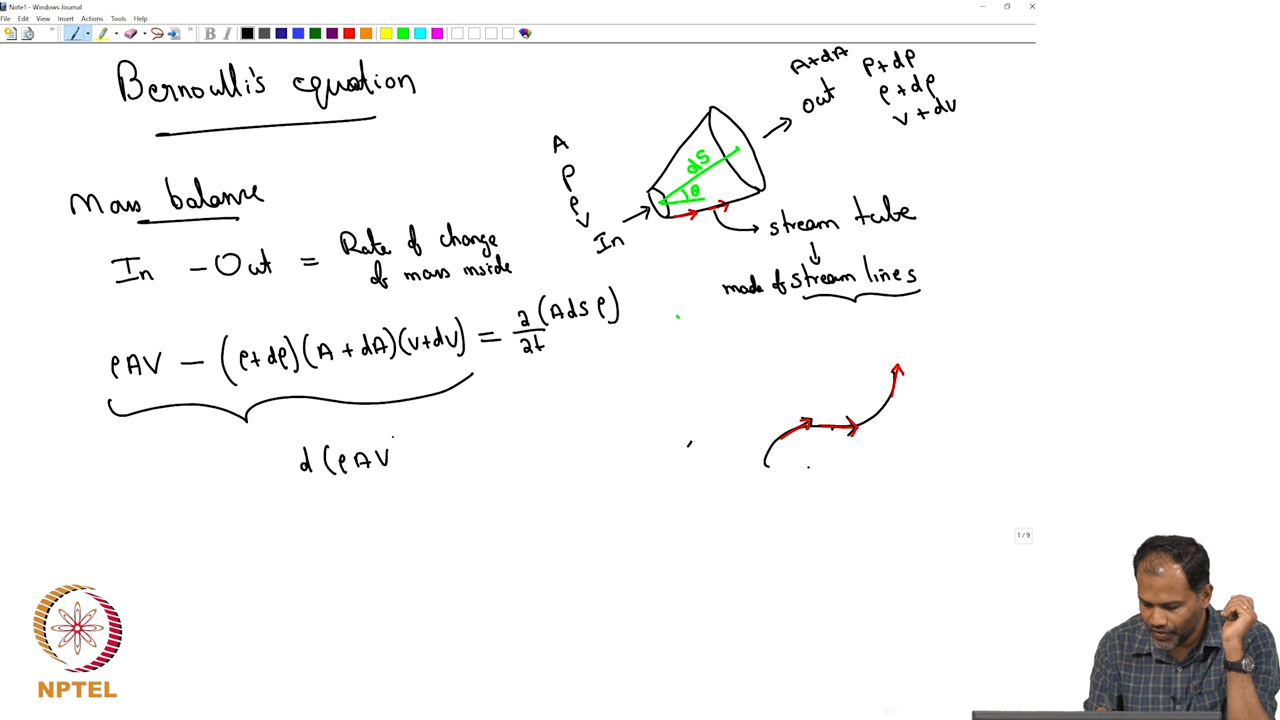 Note1 - Windows Journal
File Edit View Insert Actions Tools Help
B I
Bernoulli's equation
A+dA P+dP
out ρ+dρ
v+dv
A
P
ρ
v
In
ds
θ
stream tube
made of stream lines
Mass balance
In - Out = Rate of change
of mass inside
ρAV - (ρ+dρ)(A+dA)(v+dv) = ∂/∂t (Adsρ)
d(ρAV
1 / 9
NPTEL